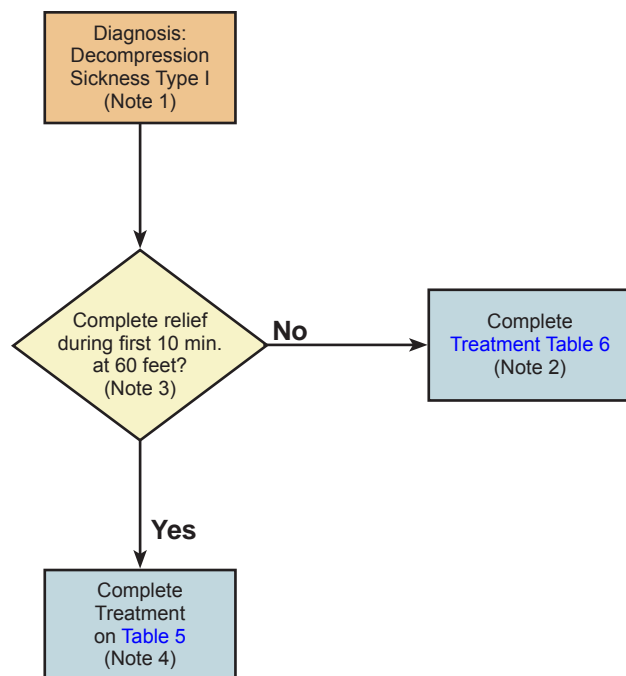 Diagnosis:
Decompression
Sickness Type I
(Note 1)
Complete relief
during first 10 min.
at 60 feet?
(Note 3)
No
Complete
Treatment Table 6
(Note 2)
Yes
Complete
Treatment
on Table 5
(Note 4)